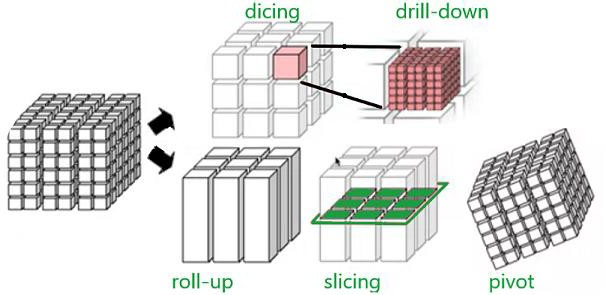 dicing
drill-down
roll-up
slicing
pivot